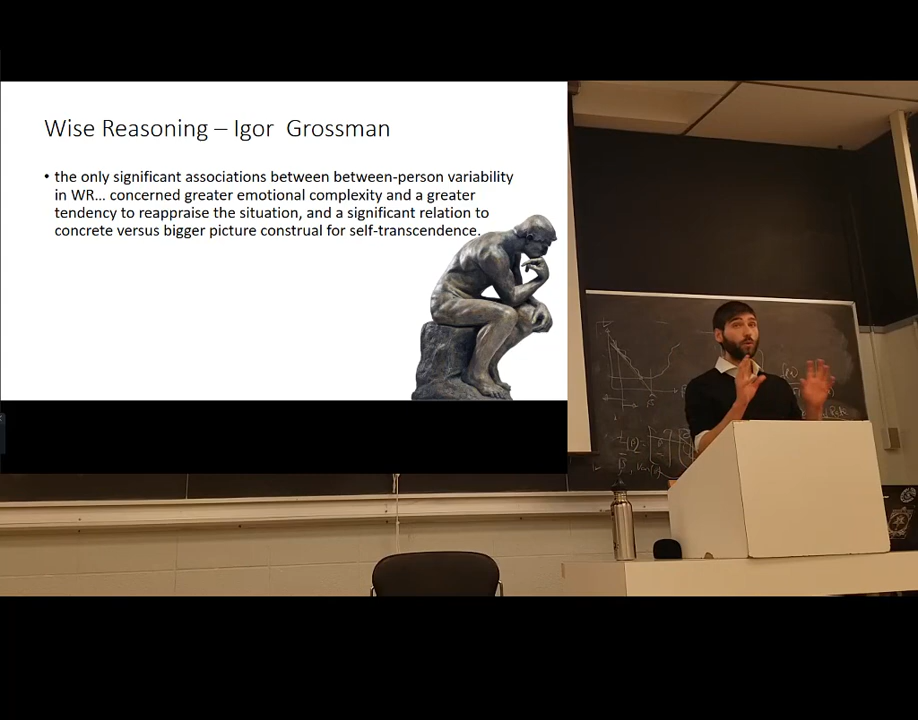 Wise Reasoning – Igor Grossman
• the only significant associations between between-person variability
in WR... concerned greater emotional complexity and a greater
tendency to reappraise the situation, and a significant relation to
concrete versus bigger picture construal for self-transcendence.